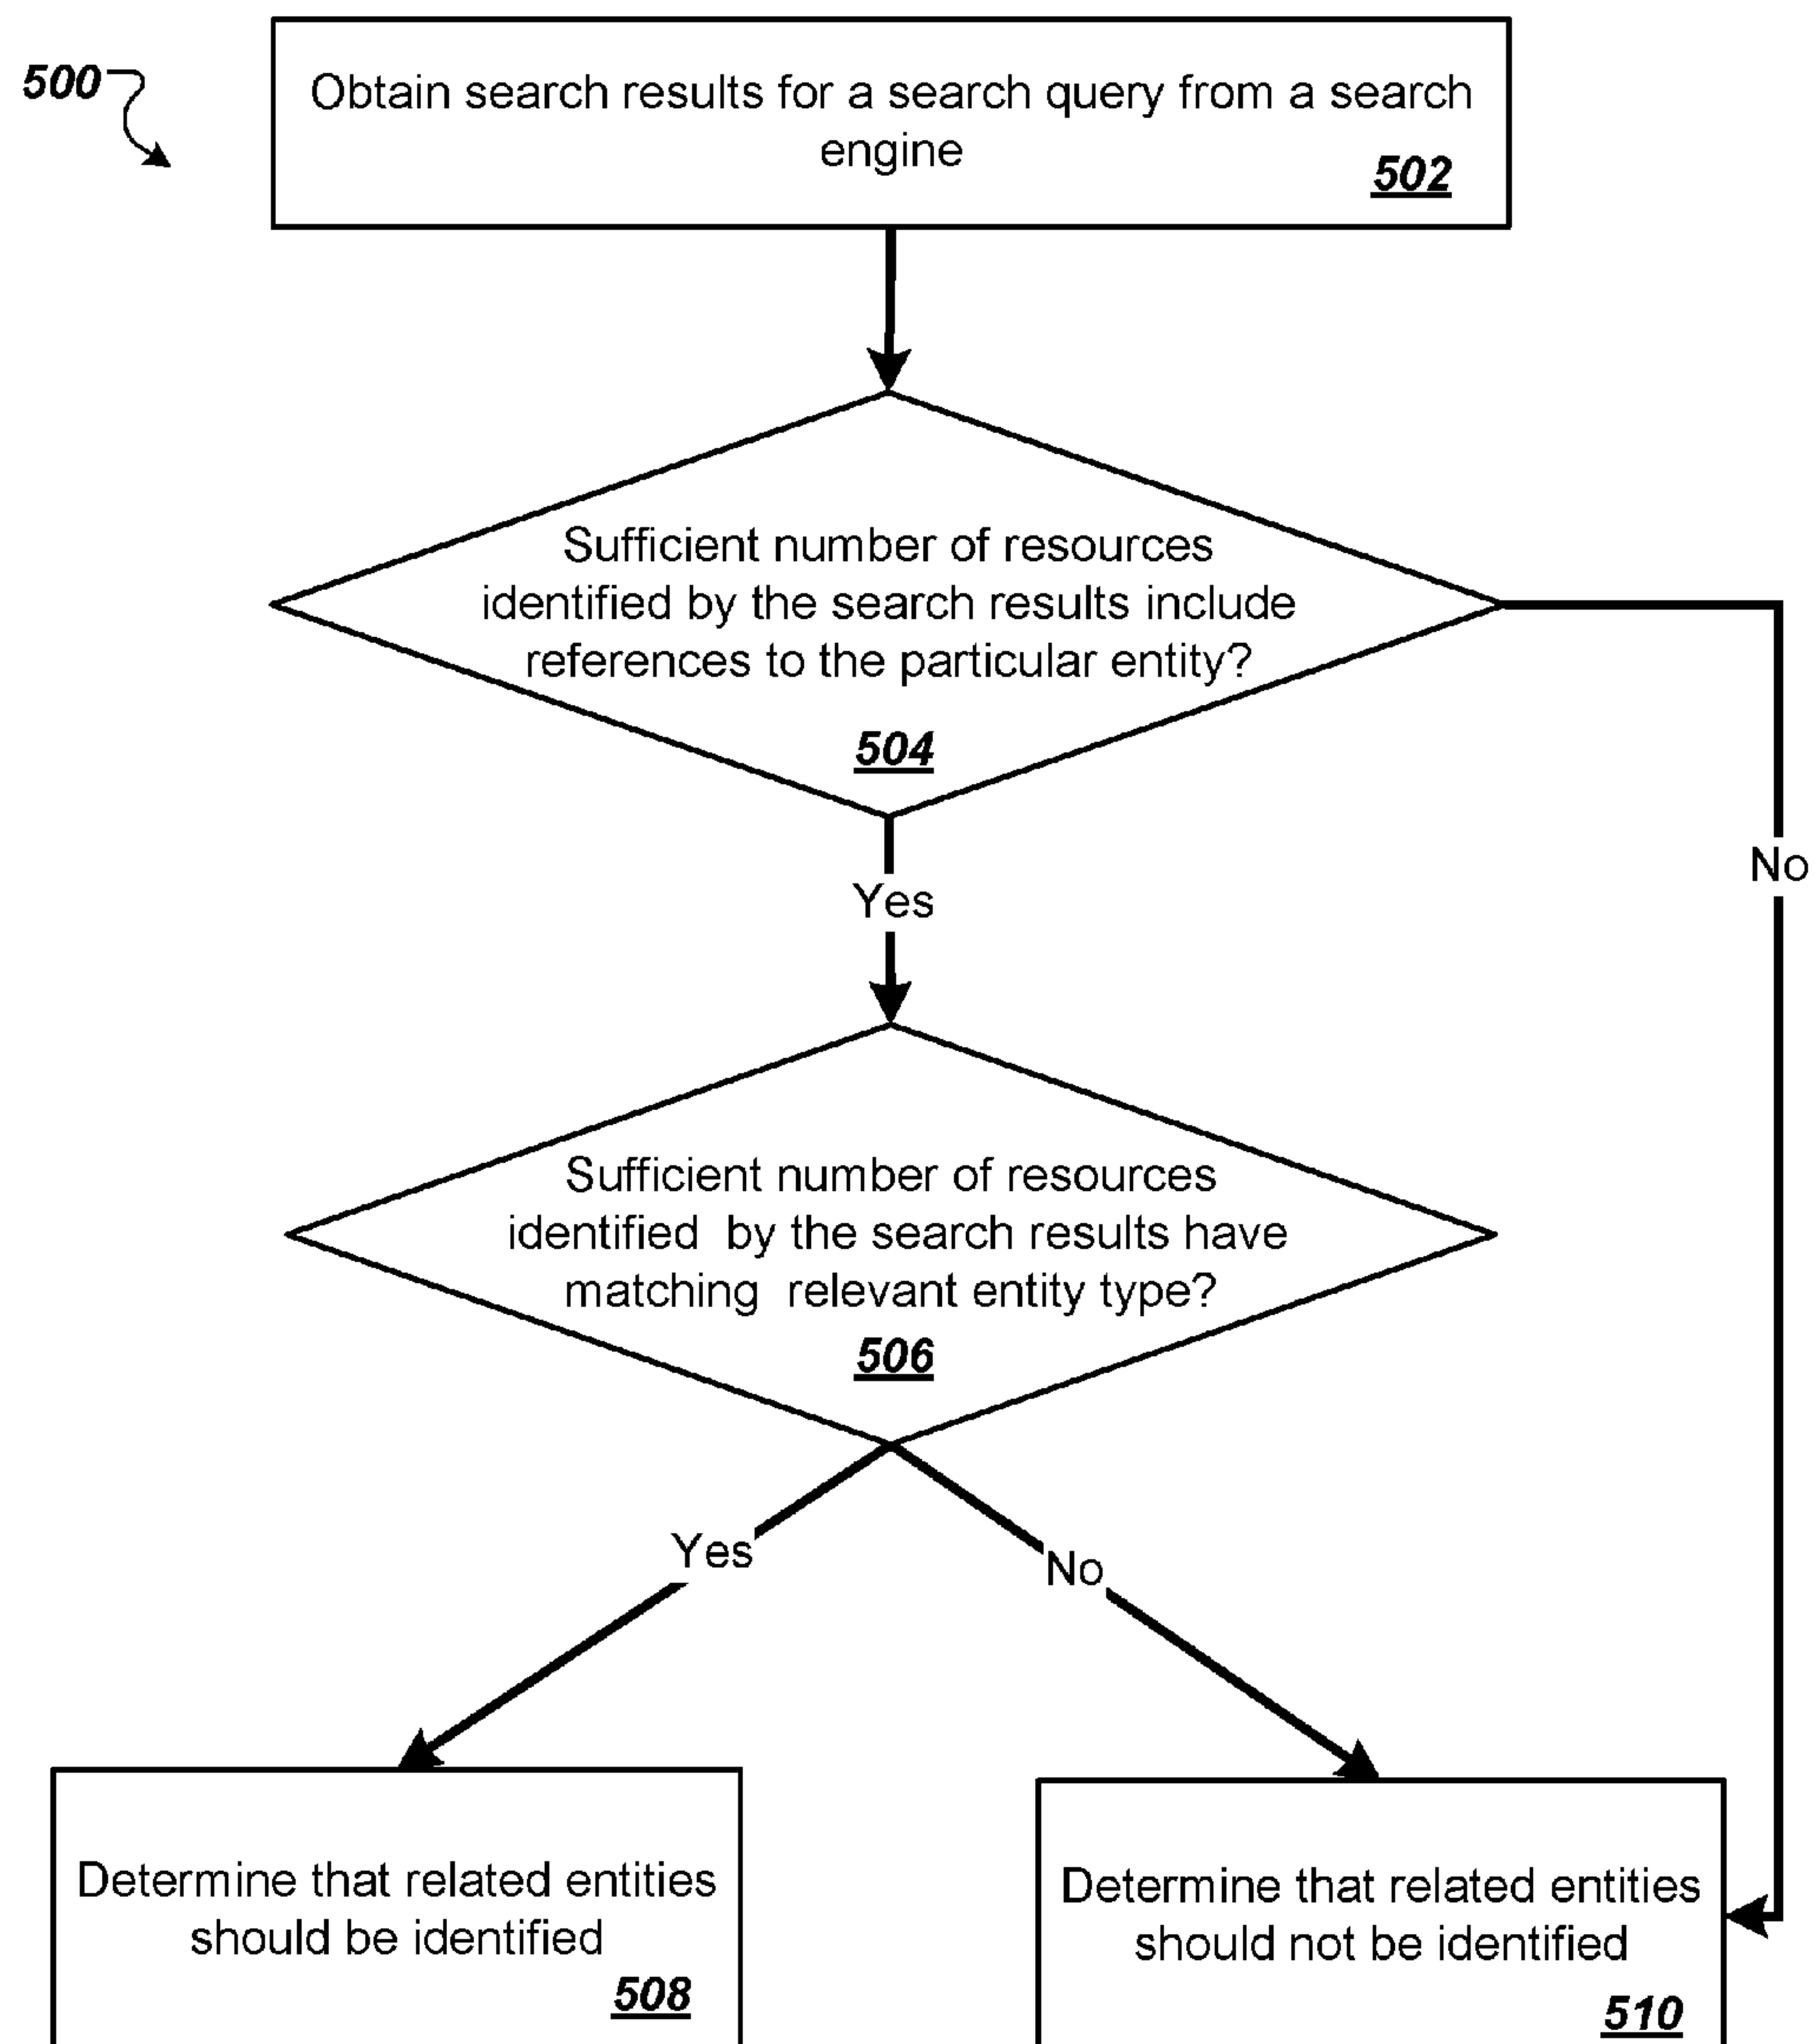 500
Obtain search results for a search query from a search
engine
502
Sufficient number of resources
identified by the search results include
references to the particular entity?
504
No
Yes
Sufficient number of resources
identified by the search results have
matching relevant entity type?
506
Yes
No
Determine that related entities
should be identified
508
Determine that related entities
should not be identified
510